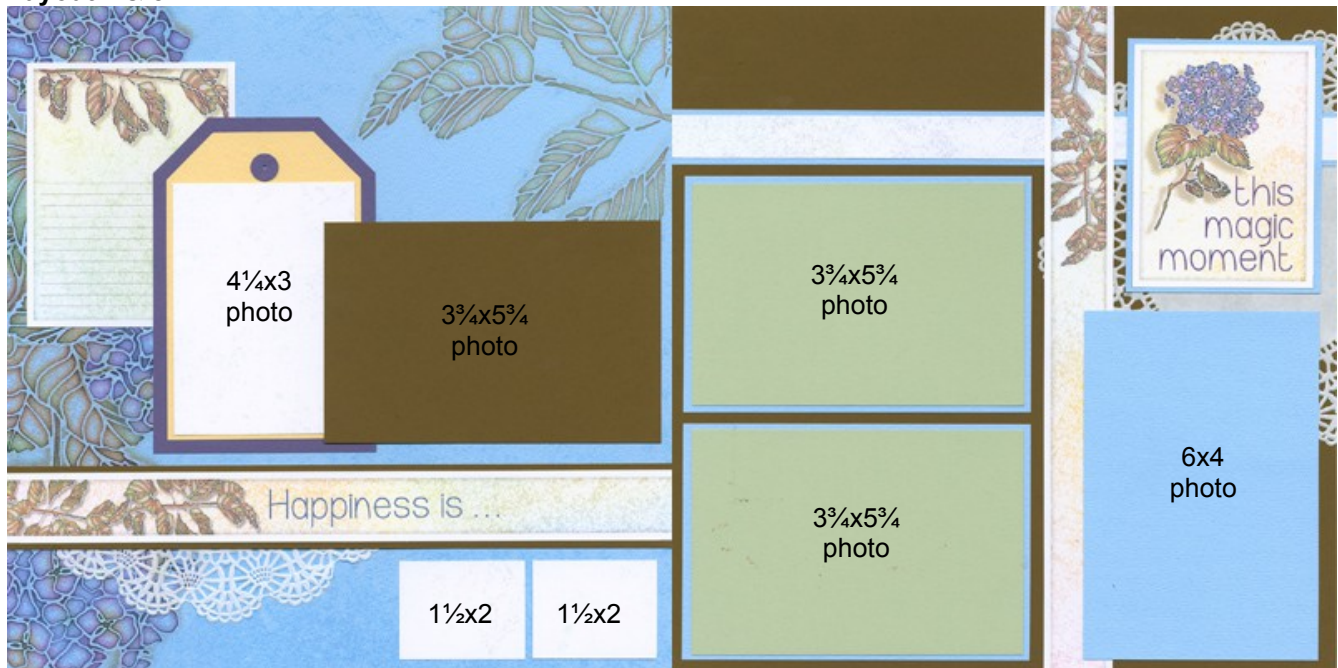 4¼x3
photo
3¾x5¾
photo
Happiness is ...
1½x2
1½x2
3¾x5¾
photo
3¾x5¾
photo
this
magic
moment
6x4
photo